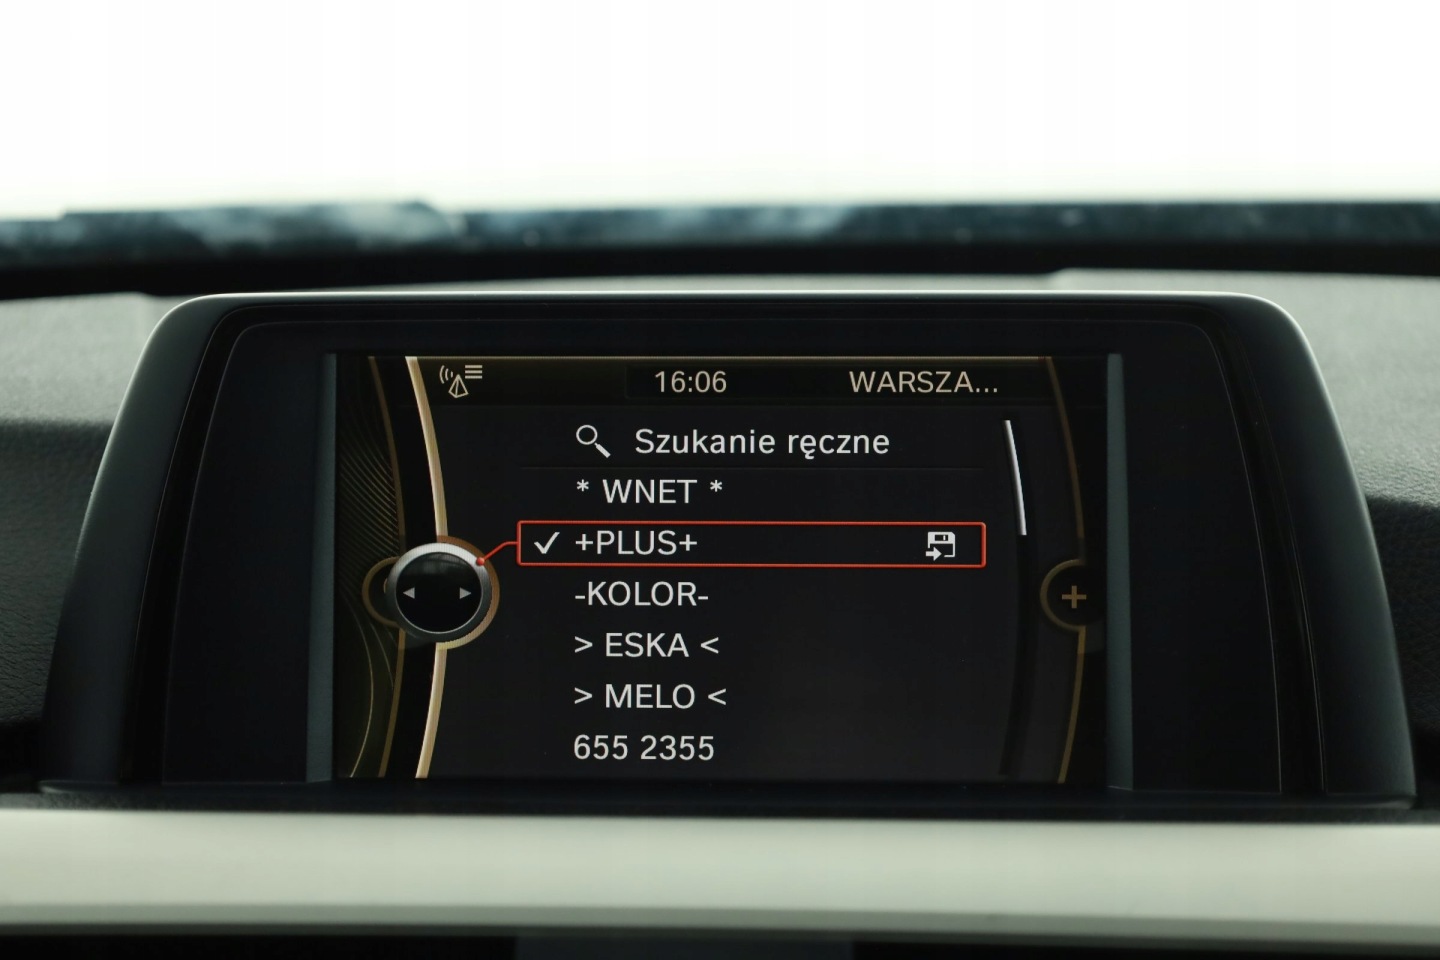 16:06 WARSZA...
Szukanie ręczne
* WNET *
+PLUS+
-KOLOR-
> ESKA <
> MELO <
655 2355